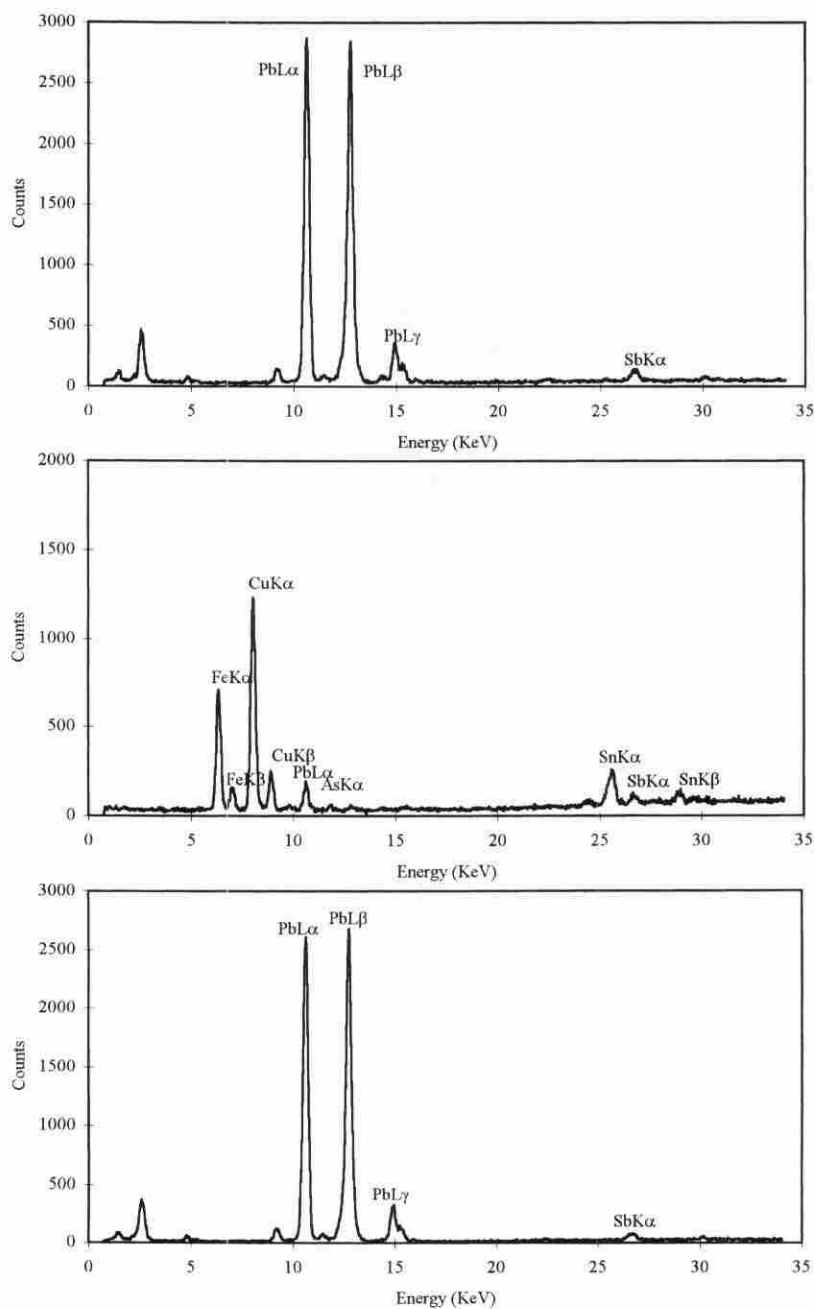 3000
PbLα
PbLβ
2500
2000
Counts
1500
1000
500
PbLγ
SbKα
0
0 5 10 15 20 25 30 35
Energy (KeV)
2000
1500
CuKα
Counts
1000
FeKα
500
CuKβ
SnKα
PbLα
FeKβ
AsKα
SbKα
SnKβ
0
0 5 10 15 20 25 30 35
Energy (KeV)
3000
PbLα
PbLβ
2500
2000
Counts
1500
1000
500
PbLγ
SbKα
0
0 5 10 15 20 25 30 35
Energy (KeV)